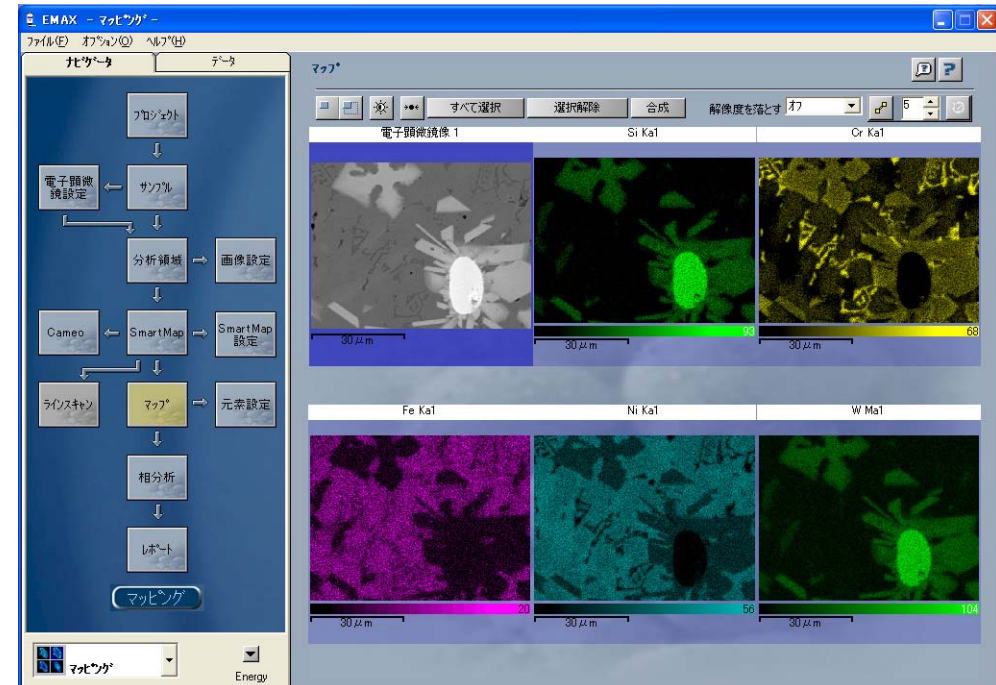 EMAX - マッピング -
ファイル(F) オプション(O) ヘルプ(H)
ナビゲータ データ
プロジェクト
電子顕微鏡設定 サンプル
分析領域 画像設定
Cameo SmartMap SmartMap設定
ラインスキャン マップ 元素設定
相分析
レポート
マッピング
マッピング
Energy
マップ
すべて選択 選択解除 合成 解像度を落とす オフ 5
電子顕微鏡像 1 Si Ka1 Cr Ka1
93 68
30μm 30μm 30μm
Fe Ka1 Ni Ka1 W Ma1
20 56 104
30μm 30μm 30μm